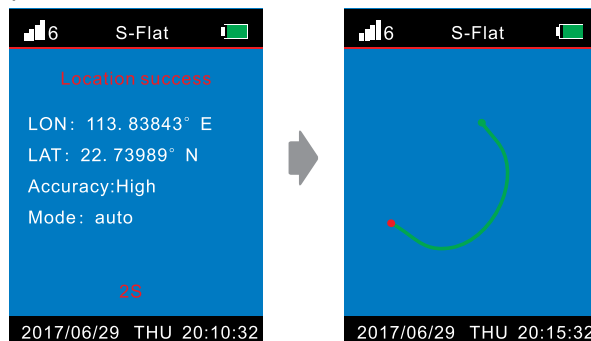 6 S-Flat
Location success
LON: 113. 83843° E
LAT: 22. 73989° N
Accuracy:High
Mode: auto
2S
2017/06/29 THU 20:10:32
6 S-Flat
2017/06/29 THU 20:15:32